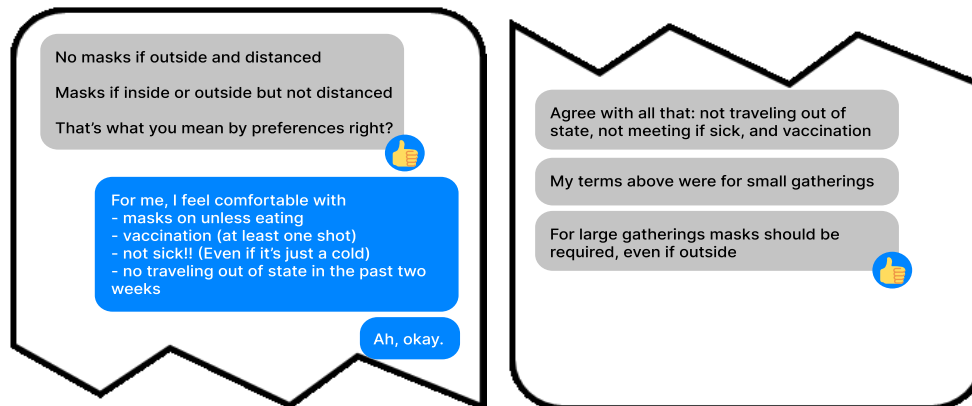 No masks if outside and distanced
Masks if inside or outside but not distanced
That's what you mean by preferences right?
For me, I feel comfortable with
- masks on unless eating
- vaccination (at least one shot)
- not sick!! (Even if it's just a cold)
- no traveling out of state in the past two
weeks
Ah, okay.
Agree with all that: not traveling out of
state, not meeting if sick, and vaccination
My terms above were for small gatherings
For large gatherings masks should be
required, even if outside